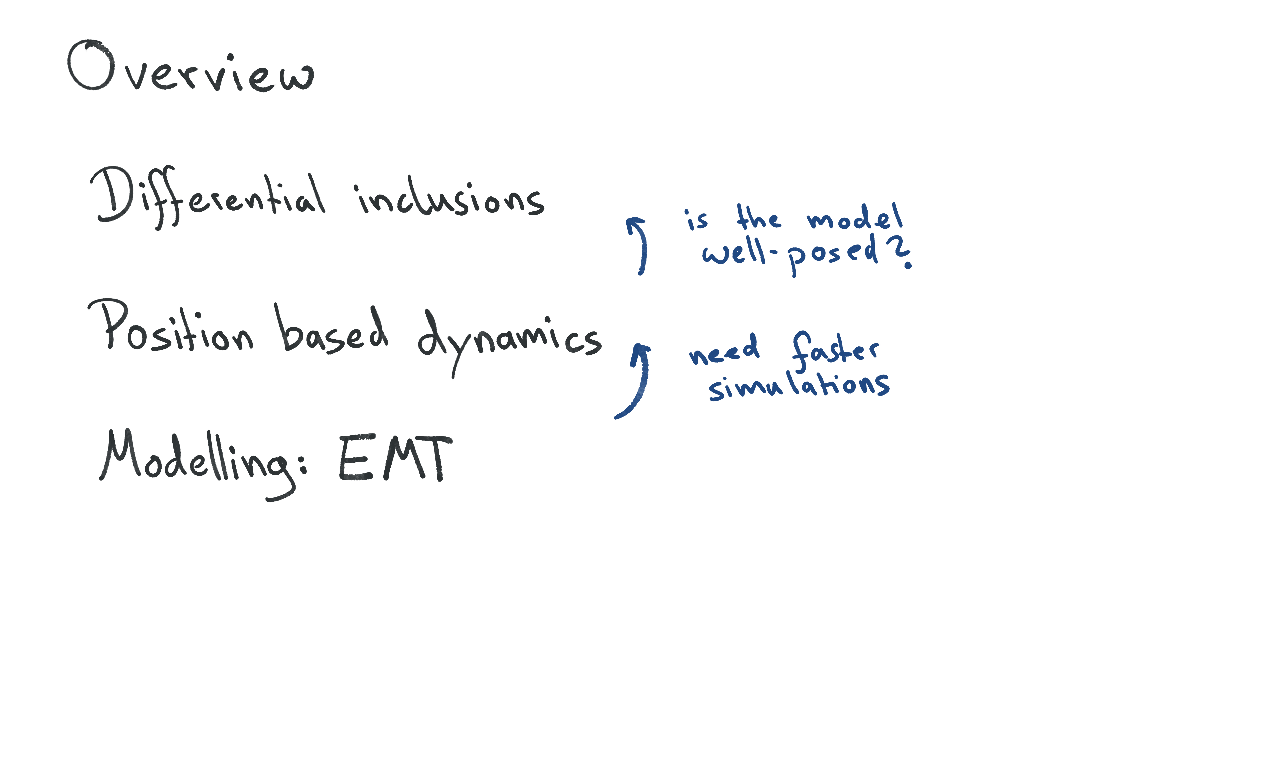 Overview
Differential inclusions
is the model
well-posed?
Position based dynamics
need faster
simulations
Modelling: EMT